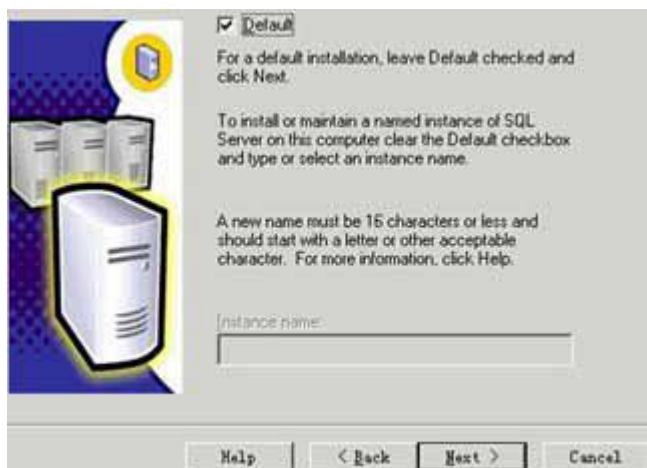 Default
For a default installation, leave Default checked and
click Next.
To install or maintain a named instance of SQL
Server on this computer clear the Default checkbox
and type or select an instance name.
A new name must be 16 characters or less and
should start with a letter or other acceptable
character. For more information, click Help.
Instance name:
Help
< Back
Next >
Cancel